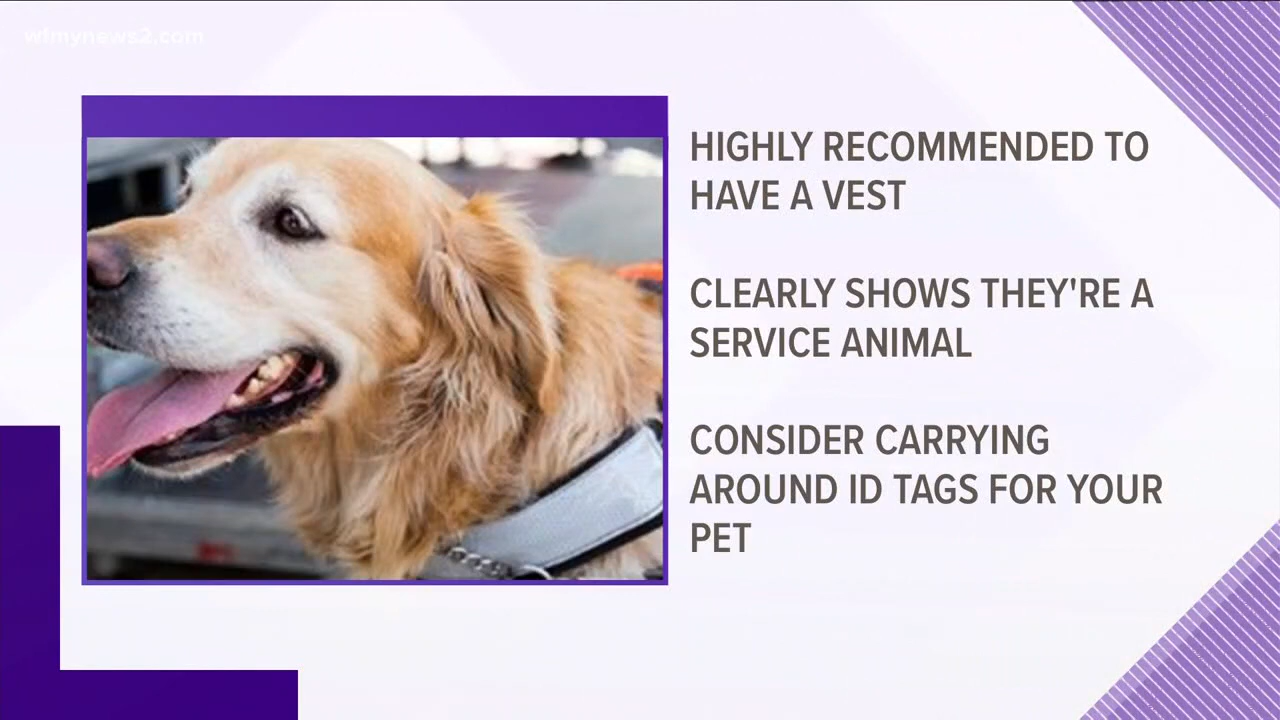 wfmynews2.com
HIGHLY RECOMMENDED TO
HAVE A VEST
CLEARLY SHOWS THEY'RE A
SERVICE ANIMAL
CONSIDER CARRYING
AROUND ID TAGS FOR YOUR
PET